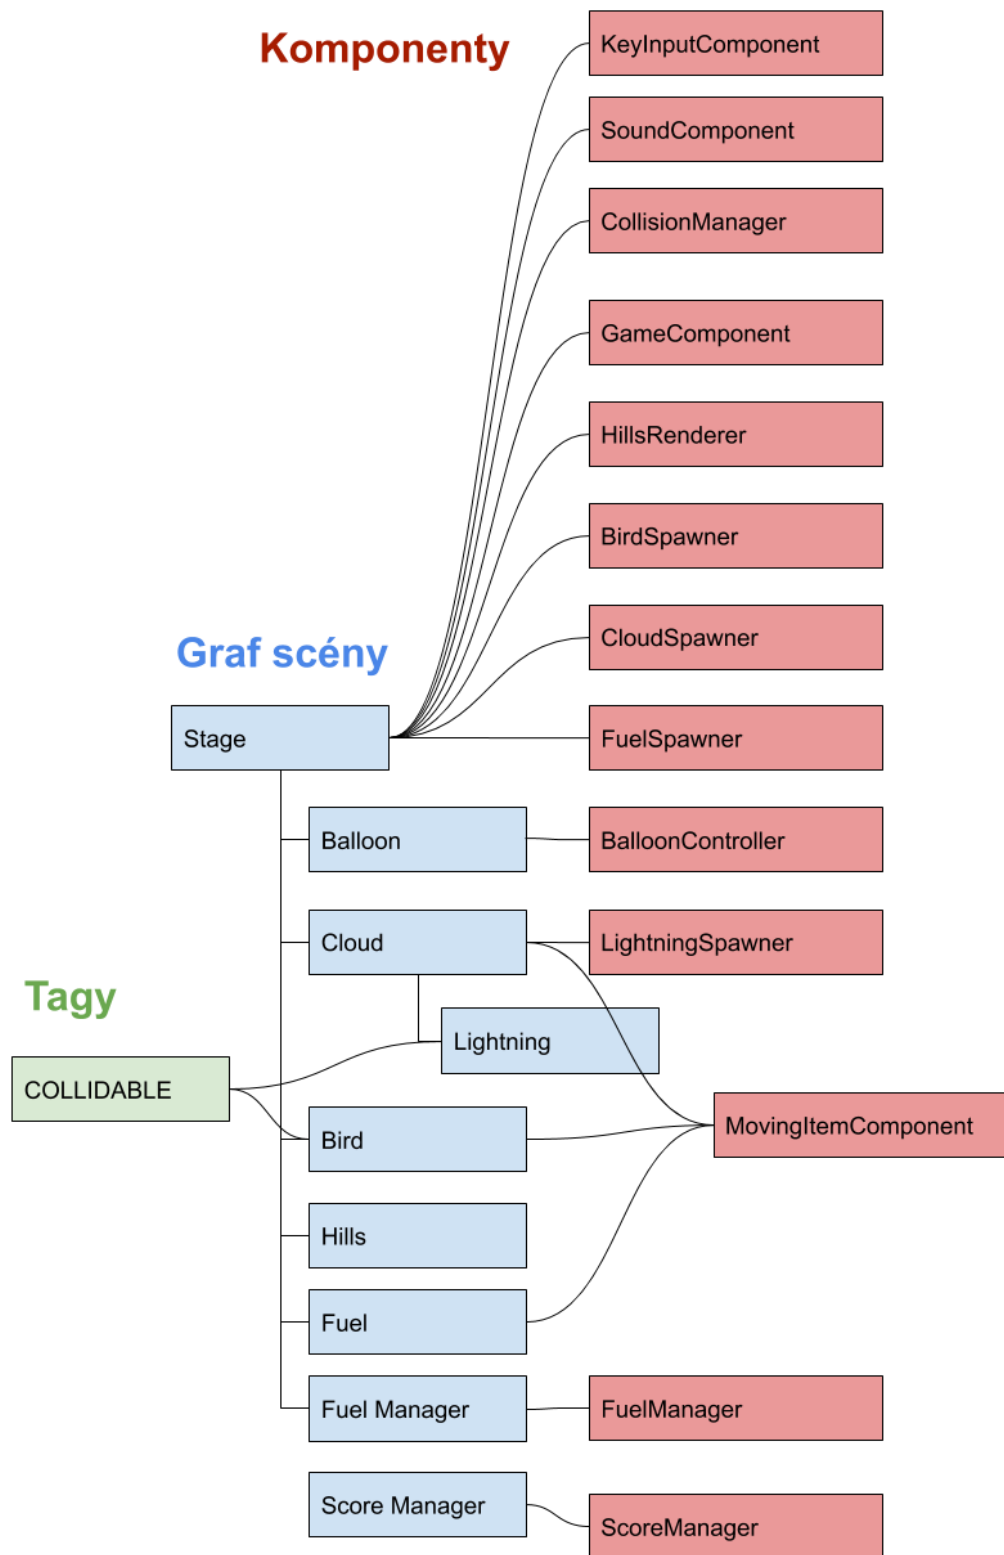 Komponenty
KeyInputComponent
SoundComponent
CollisionManager
GameComponent
HillsRenderer
BirdSpawner
CloudSpawner
Graf scény
Stage
FuelSpawner
Balloon
BalloonController
Cloud
LightningSpawner
Tagy
Lightning
COLLIDABLE
Bird
MovingItemComponent
Hills
Fuel
Fuel Manager
FuelManager
Score Manager
ScoreManager